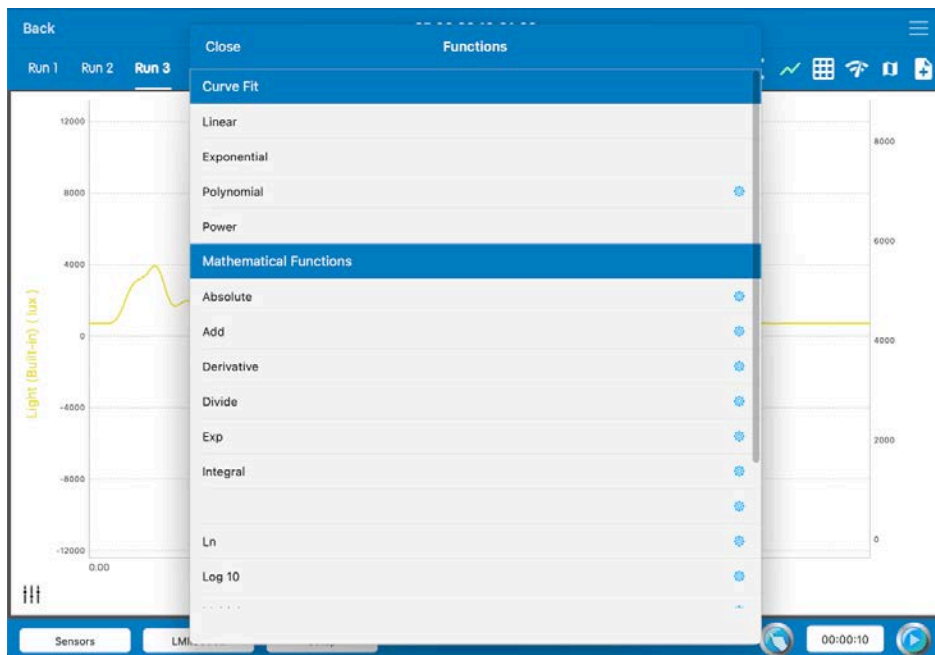 Back
Run 1 Run 2 Run 3
Close Functions
Curve Fit
Linear
Exponential
Polynomial
Power
Mathematical Functions
Absolute
Add
Derivative
Divide
Exp
Integral
Ln
Log 10
12000
8000
4000
0
-4000
-8000
-12000
Light (Built-in) ( lux )
0.00
8000
6000
4000
2000
0
Sensors
00:00:10